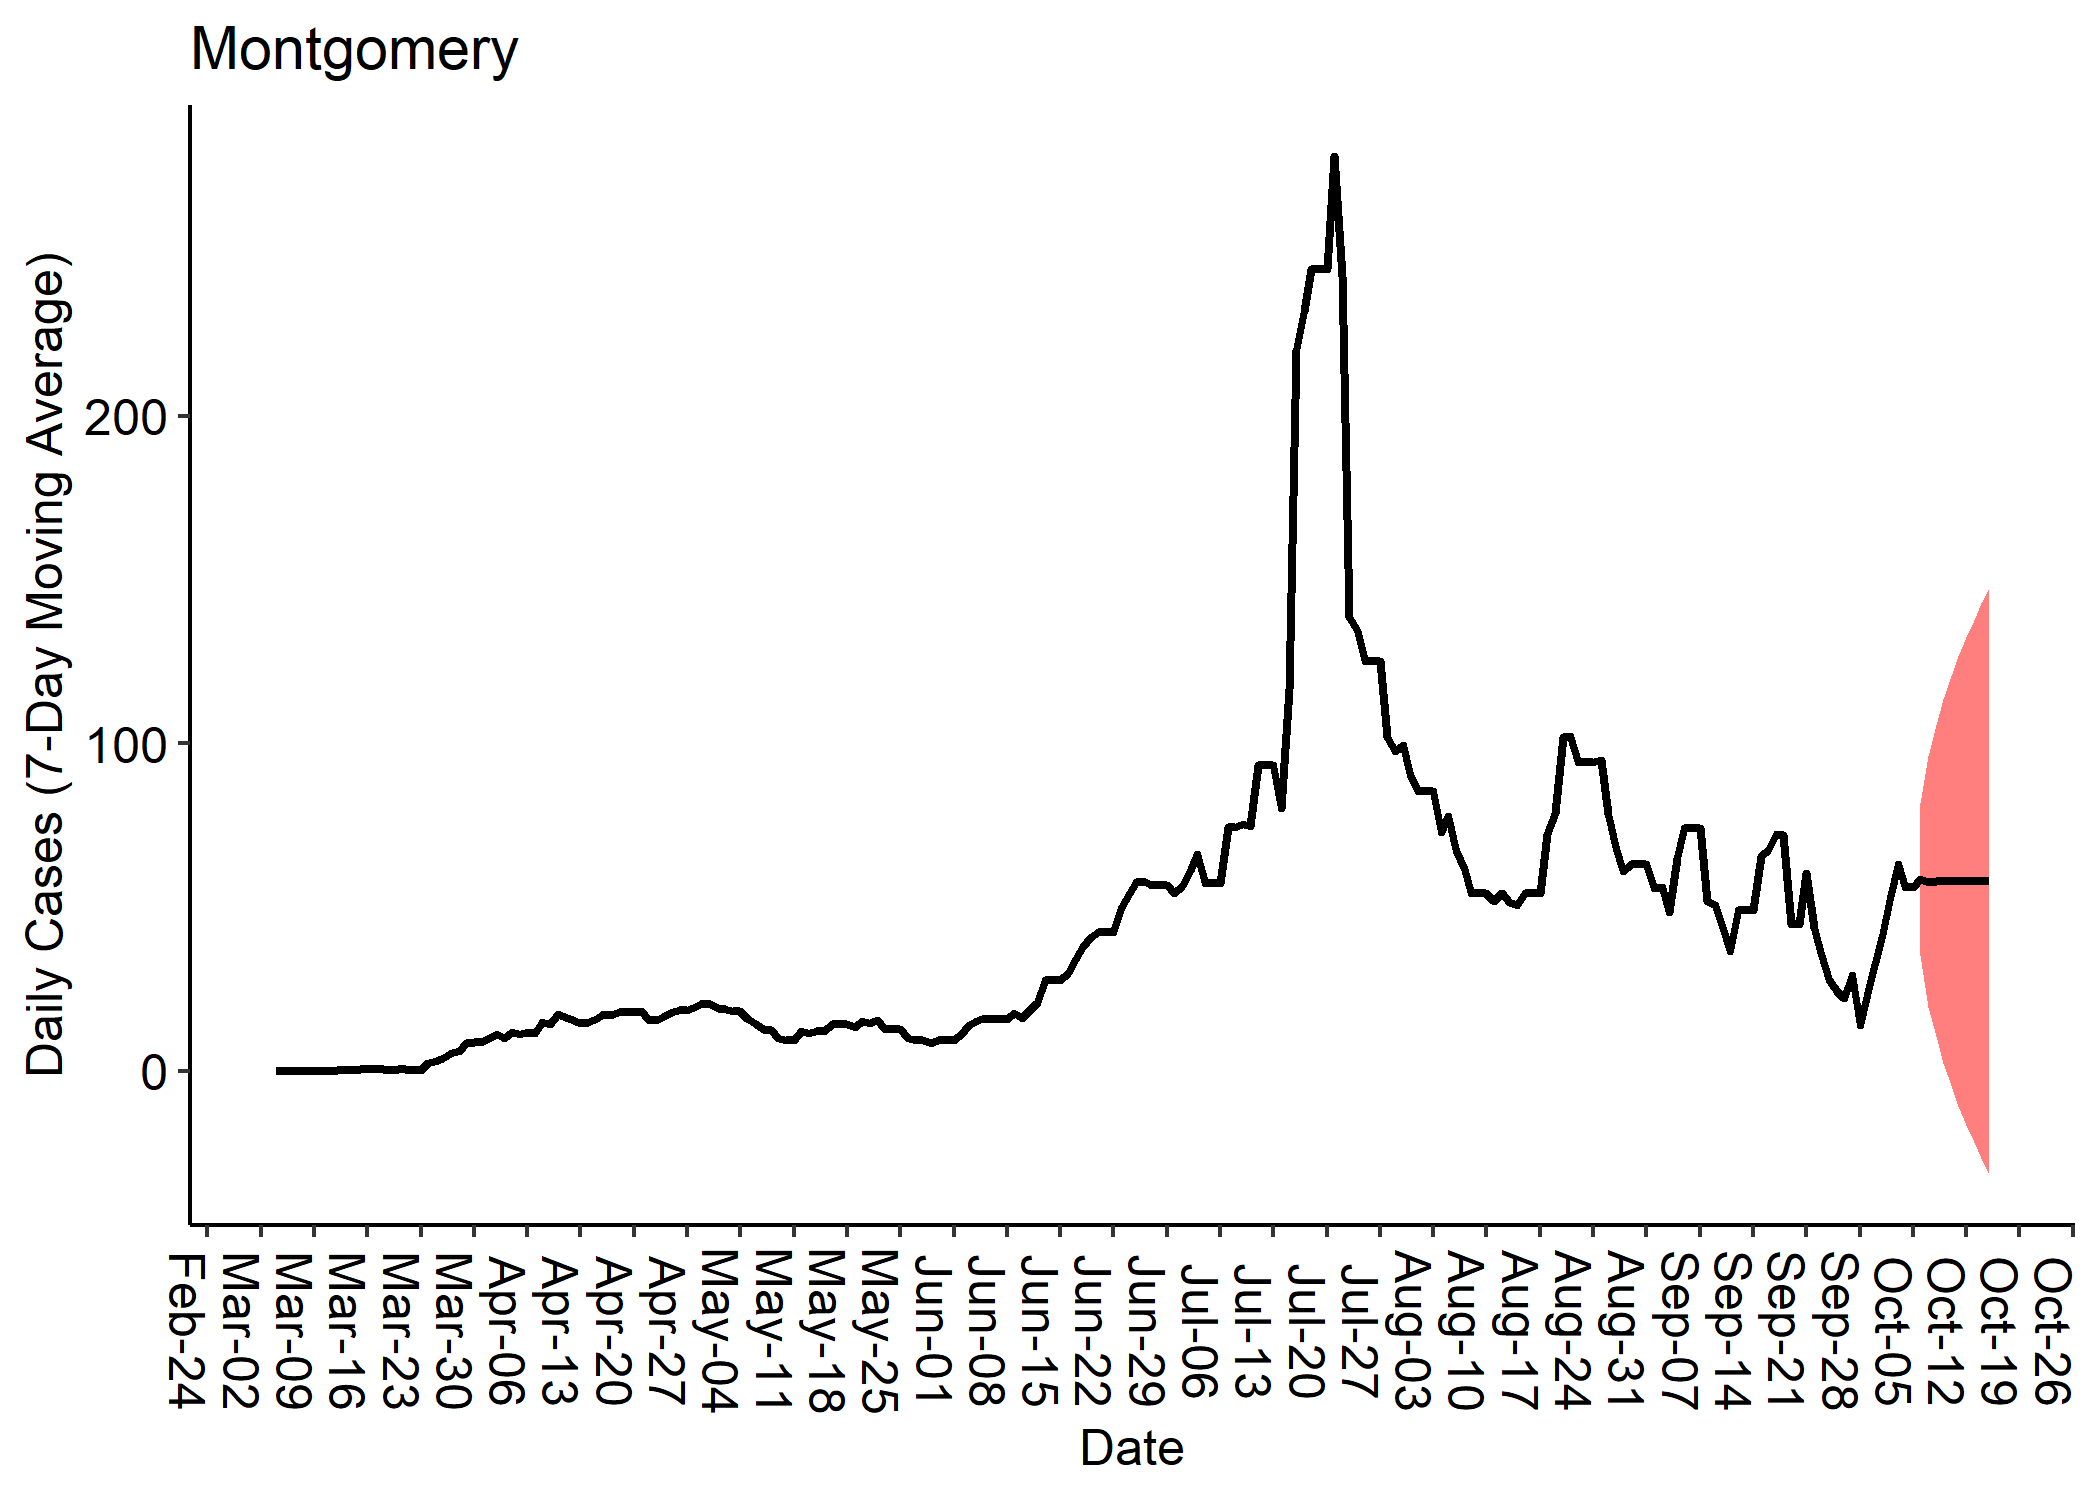 Montgomery
Daily Cases (7-Day Moving Average)
200
100
0
Feb-24
Mar-02
Mar-09
Mar-16
Mar-23
Mar-30
Apr-06
Apr-13
Apr-20
Apr-27
May-04
May-11
May-18
May-25
Jun-01
Jun-08
Jun-15
Jun-22
Jun-29
Jul-06
Jul-13
Jul-20
Jul-27
Aug-03
Aug-10
Aug-17
Aug-24
Aug-31
Sep-07
Sep-14
Sep-21
Sep-28
Oct-05
Oct-12
Oct-19
Oct-26
Date